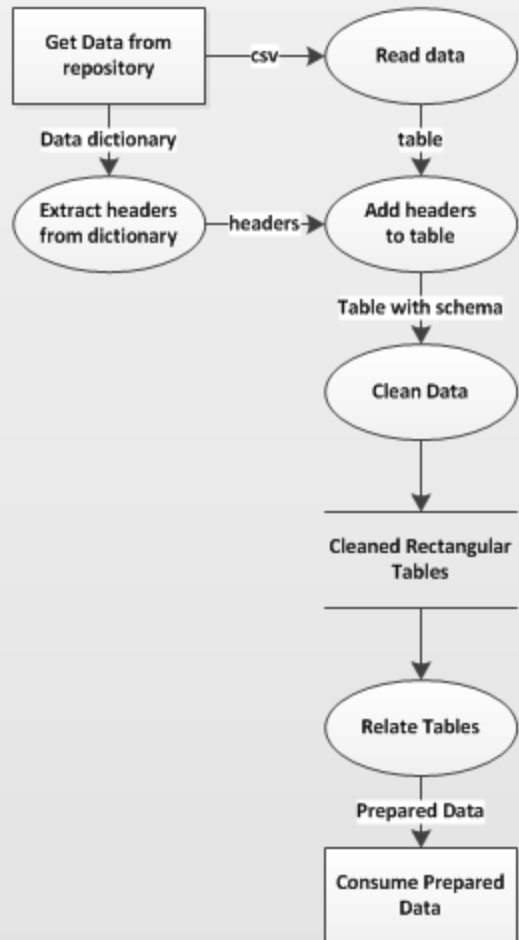 Get Data from
repository
csv
Read data
Data dictionary
table
Extract headers
from dictionary
headers
Add headers
to table
Table with schema
Clean Data
Cleaned Rectangular
Tables
Relate Tables
Prepared Data
Consume Prepared
Data